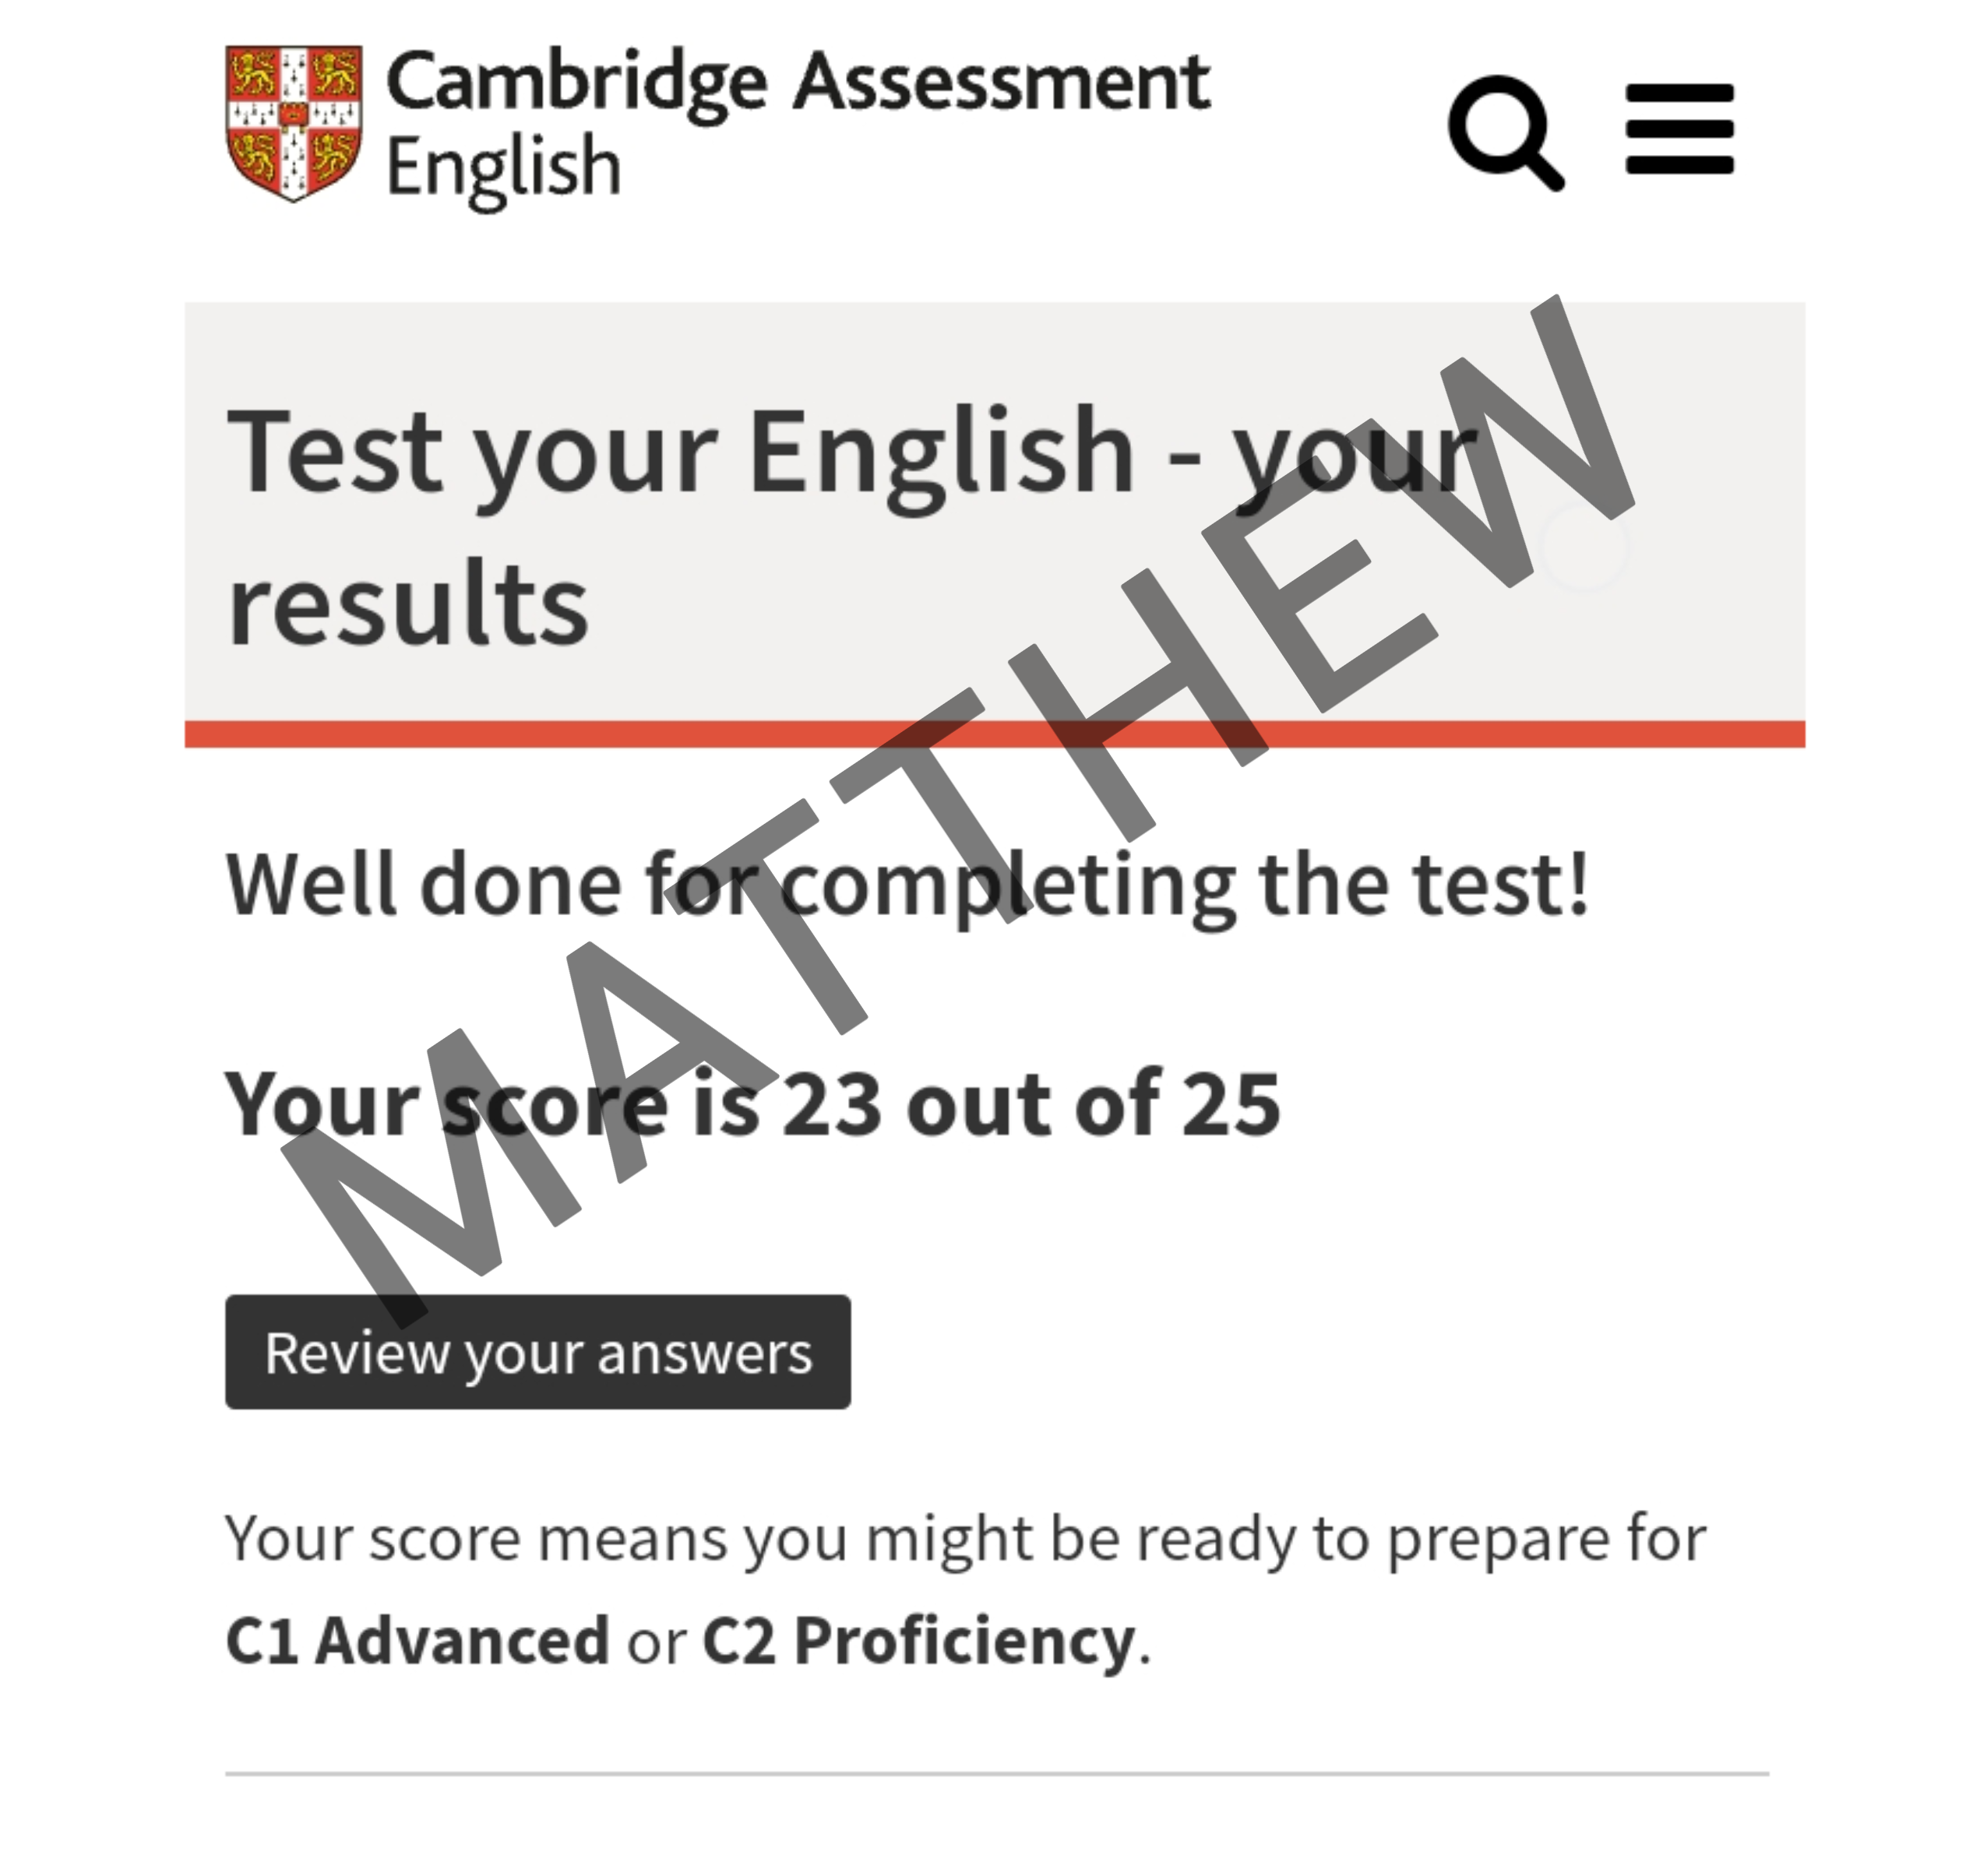 Cambridge Assessment
English
Test your English - your
results
Well done for completing the test!
Your score is 23 out of 25
Review your answers
Your score means you might be ready to prepare for
C1 Advanced or C2 Proficiency.
MATTHEW